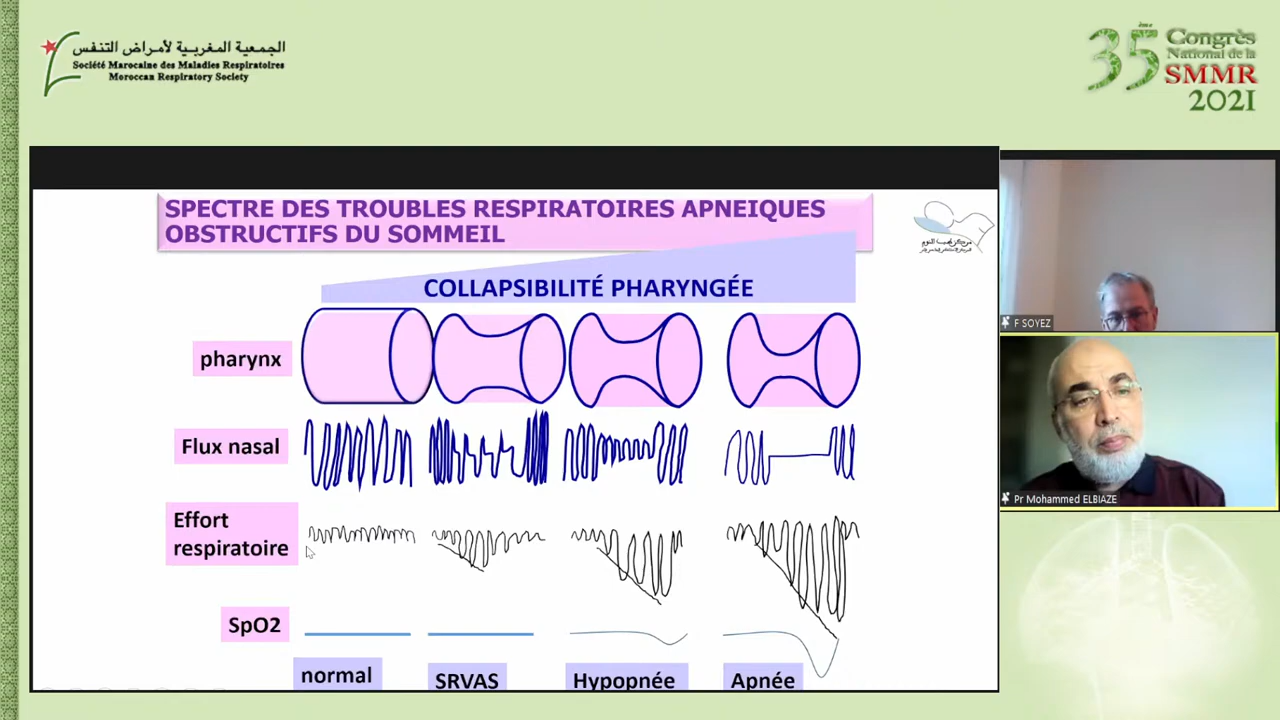 الجمعية المغربية لأمراض التنفس
Société Marocaine des Maladies Respiratoires
Moroccan Respiratory Society
35ème Congrès
National de la
SMMR
2021
SPECTRE DES TROUBLES RESPIRATOIRES APNEIQUES
OBSTRUCTIFS DU SOMMEIL
COLLAPSIBILITÉ PHARYNGÉE
pharynx
Flux nasal
Effort
respiratoire
SpO2
normal
SRVAS
Hypopnée
Apnée
F SOYEZ
Pr Mohammed ELBIAZE